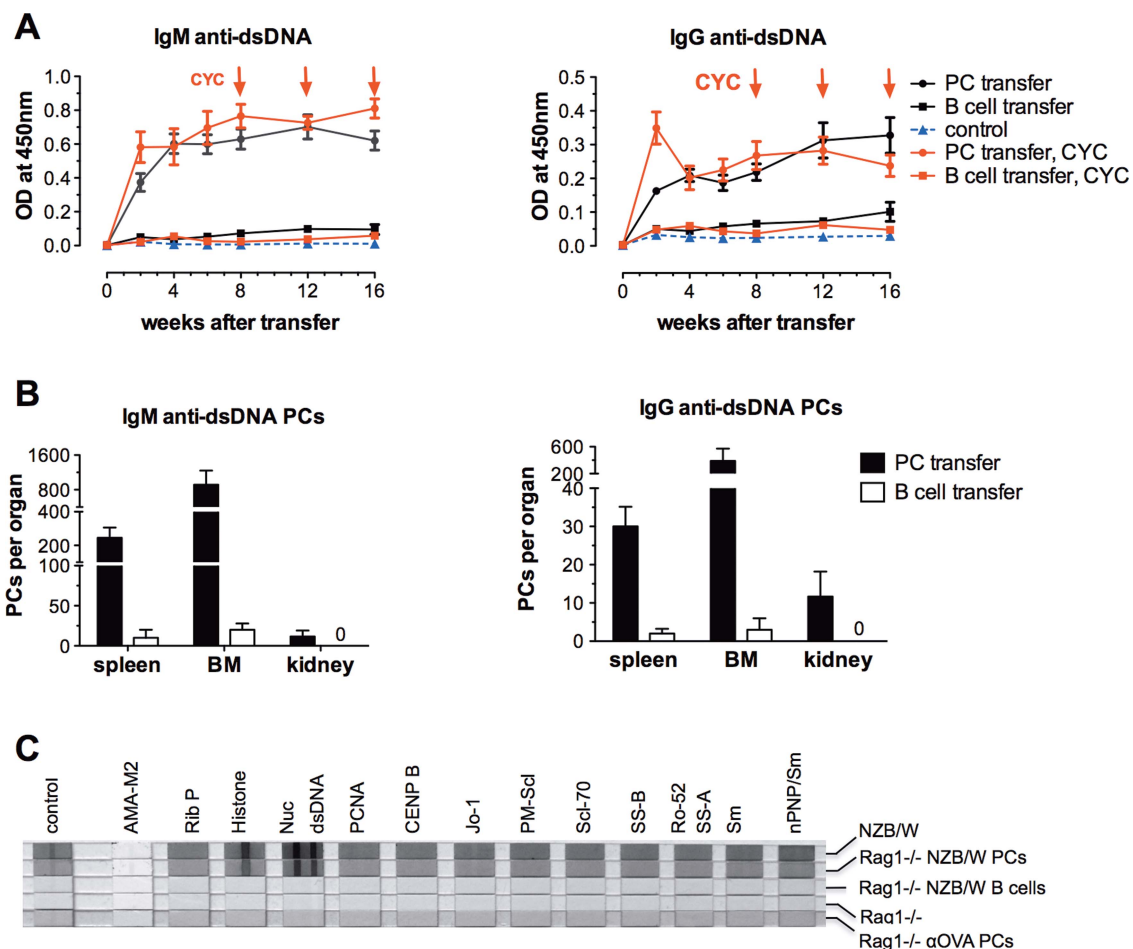 A
IgM anti-dsDNA
OD at 450nm
1.0
0.8
0.6
0.4
0.2
0.0
CYC
0 4 8 12 16
weeks after transfer
IgG anti-dsDNA
OD at 450nm
0.5
0.4
0.3
0.2
0.1
0.0
CYC
0 4 8 12 16
weeks after transfer
PC transfer
B cell transfer
control
PC transfer, CYC
B cell transfer, CYC
B
IgM anti-dsDNA PCs
PCs per organ
1600
800
400
200
100
50
25
0
0
spleen BM kidney
IgG anti-dsDNA PCs
PCs per organ
600
200
40
30
20
10
0
0
spleen BM kidney
PC transfer
B cell transfer
C
control
AMA-M2
Rib P
Histone
Nuc
dsDNA
PCNA
CENP B
Jo-1
PM-Scl
Scl-70
SS-B
Ro-52
SS-A
Sm
nPNP/Sm
NZB/W
Rag1-/- NZB/W PCs
Rag1-/- NZB/W B cells
Rag1-/-
Rag1-/- αOVA PCs